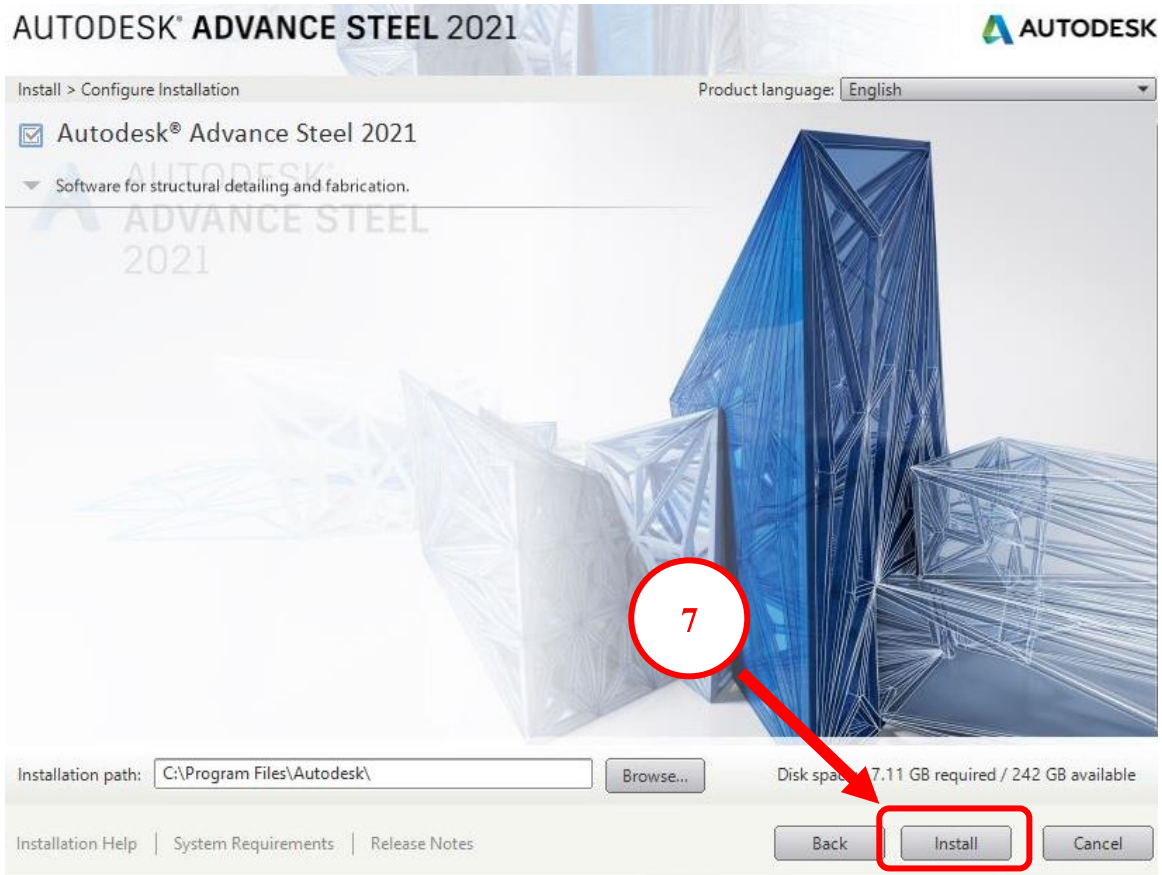 AUTODESK® ADVANCE STEEL 2021
AUTODESK
Install > Configure Installation
Product language: English
Autodesk® Advance Steel 2021
Software for structural detailing and fabrication.
AUTODESK®
ADVANCE STEEL
2021
7
Installation path: C:\Program Files\Autodesk\ Browse...
Disk 7.11 GB required / 242 GB available
Installation Help | System Requirements | Release Notes
Back Install Cancel